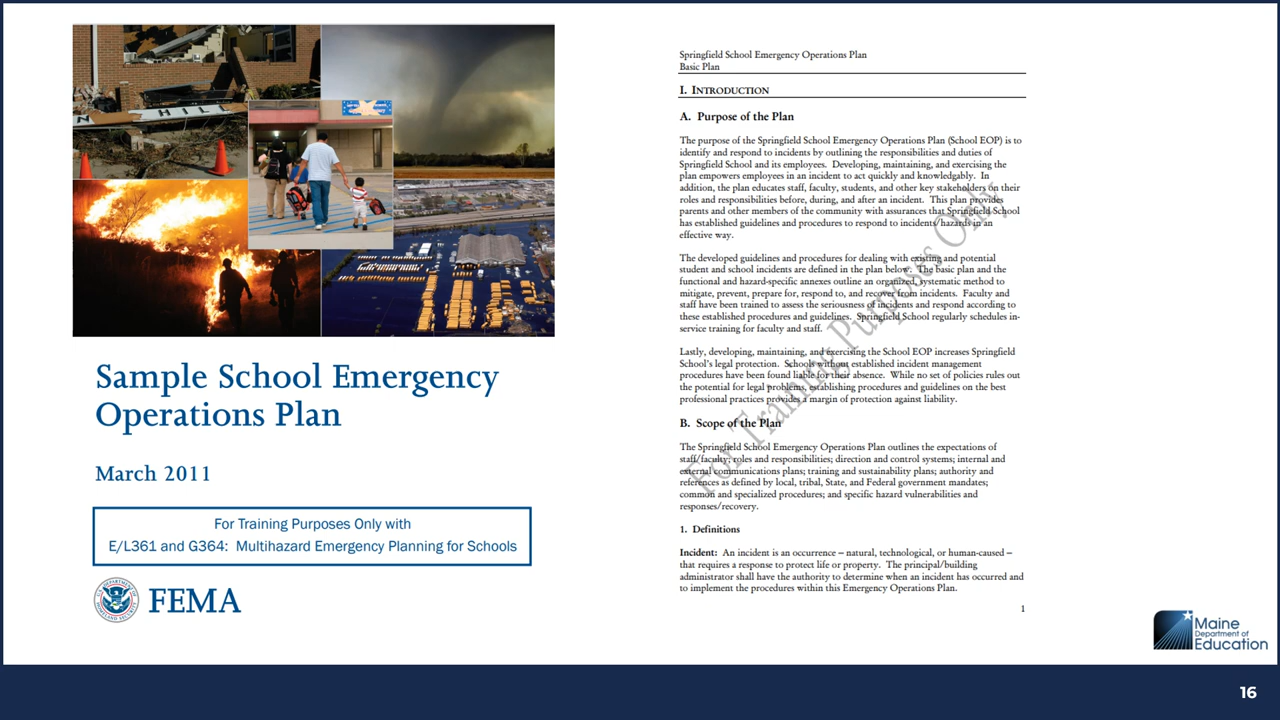 N HIL
Sample School Emergency
Operations Plan
March 2011
For Training Purposes Only with
E/L361 and G364: Multihazard Emergency Planning for Schools
FEMA
Springfield School Emergency Operations Plan
Basic Plan
I. INTRODUCTION
A. Purpose of the Plan
The purpose of the Springfield School Emergency Operations Plan (School EOP) is to
identify and respond to incidents by outlining the responsibilities and duties of
Springfield School and its employees. Developing, maintaining, and exercising the
plan empowers employees in an incident to act quickly and knowledgably. In
addition, the plan educates staff, faculty, students, and other key stakeholders on their
roles and responsibilities before, during, and after an incident. This plan provides
parents and other members of the community with assurances that Springfield School
has established guidelines and procedures to respond to incidents/hazards in an
effective way.
The developed guidelines and procedures for dealing with existing and potential
student and school incidents are defined in the plan below. The basic plan and the
functional and hazard-specific annexes outline an organized, systematic method to
mitigate, prevent, prepare for, respond to, and recover from incidents. Faculty and
staff have been trained to assess the seriousness of incidents and respond according to
these established procedures and guidelines. Springfield School regularly schedules in-
service training for faculty and staff.
Lastly, developing, maintaining, and exercising the School EOP increases Springfield
School's legal protection. Schools without established incident management
procedures have been found liable for their absence. While no set of policies rules out
the potential for legal problems, establishing procedures and guidelines on the best
professional practices provides a margin of protection against liability.
B. Scope of the Plan
The Springfield School Emergency Operations Plan outlines the expectations of
staff/faculty; roles and responsibilities; direction and control systems; internal and
external communications plans; training and sustainability plans; authority and
references as defined by local, tribal, State, and Federal government mandates;
common and specialized procedures; and specific hazard vulnerabilities and
responses/recovery.
1. Definitions
Incident: An incident is an occurrence – natural, technological, or human-caused –
that requires a response to protect life or property. The principal/building
administrator shall have the authority to determine when an incident has occurred and
to implement the procedures within this Emergency Operations Plan.
1
For Training Purposes Only
Maine
Department of
Education
16